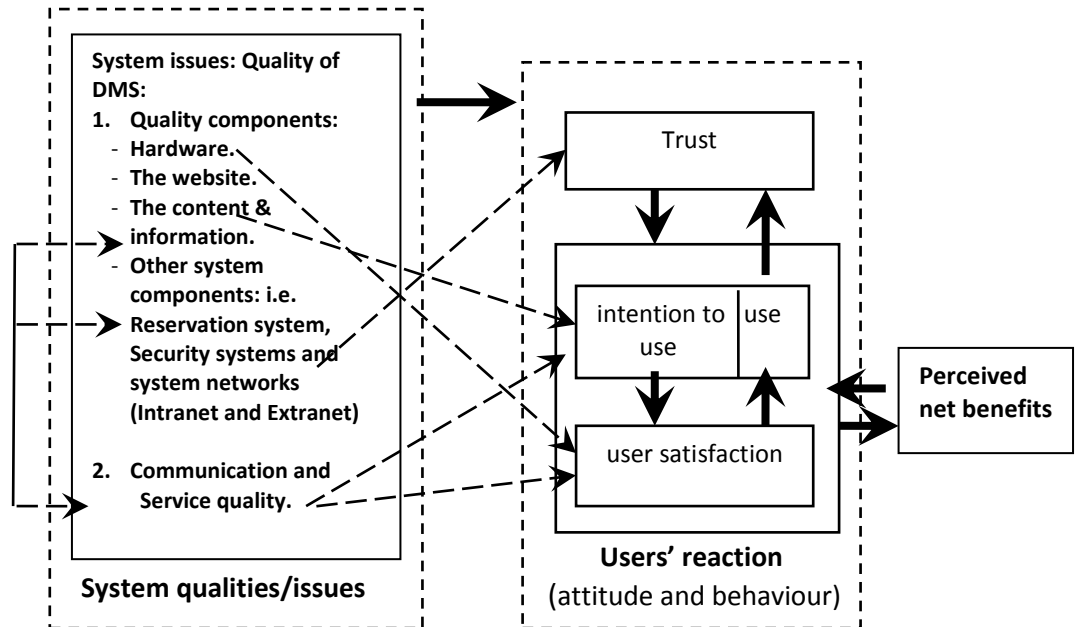 System issues: Quality of
DMS:
1. Quality components:
- Hardware.
- The website.
- The content &
information.
- Other system
components: i.e.
Reservation system,
Security systems and
system networks
(Intranet and Extranet)
2. Communication and
Service quality.
System qualities/issues
Trust
intention to
use
use
user satisfaction
Users’ reaction
(attitude and behaviour)
Perceived
net benefits